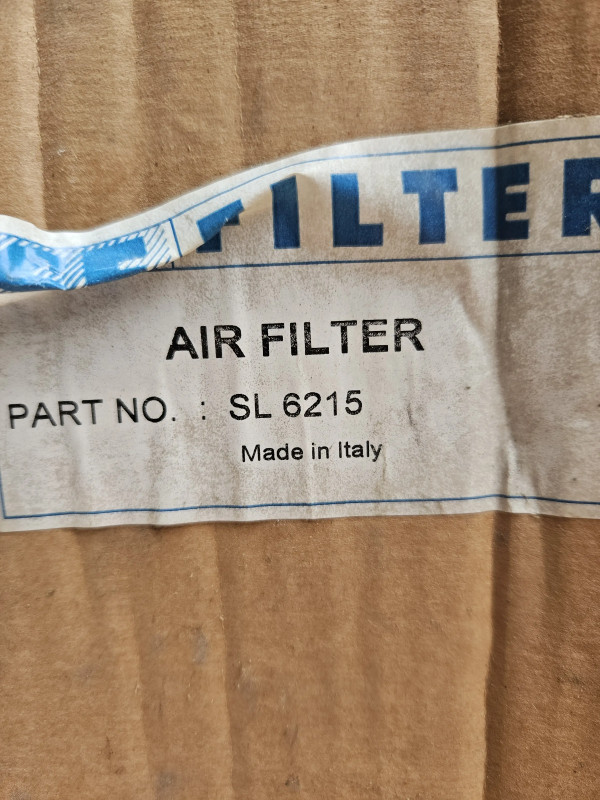 FILTER
AIR FILTER
PART NO. : SL 6215
Made in Italy